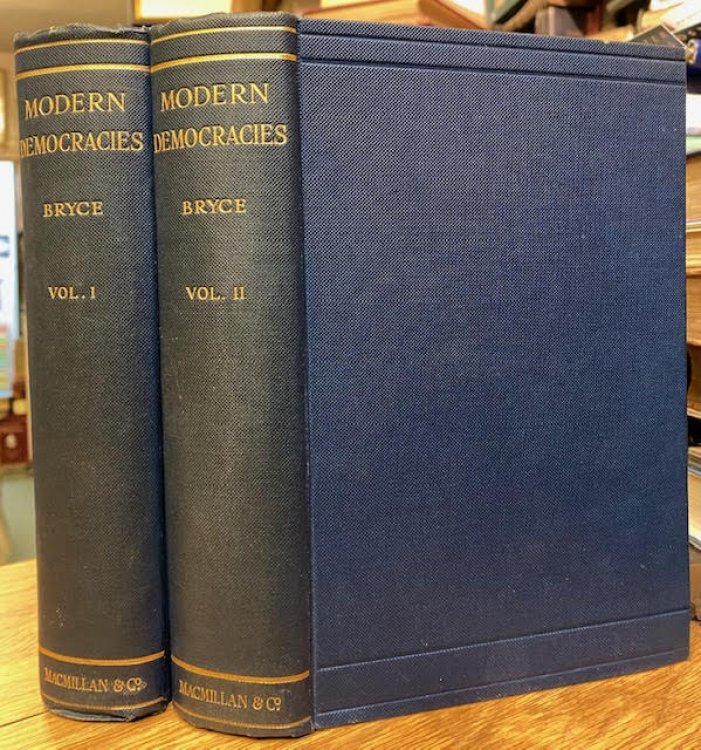 MODERN
DEMOCRACIES
BRYCE
VOL. I
MACMILLAN & Cº.
MODERN
DEMOCRACIES
BRYCE
VOL. II
MACMILLAN & Cº.